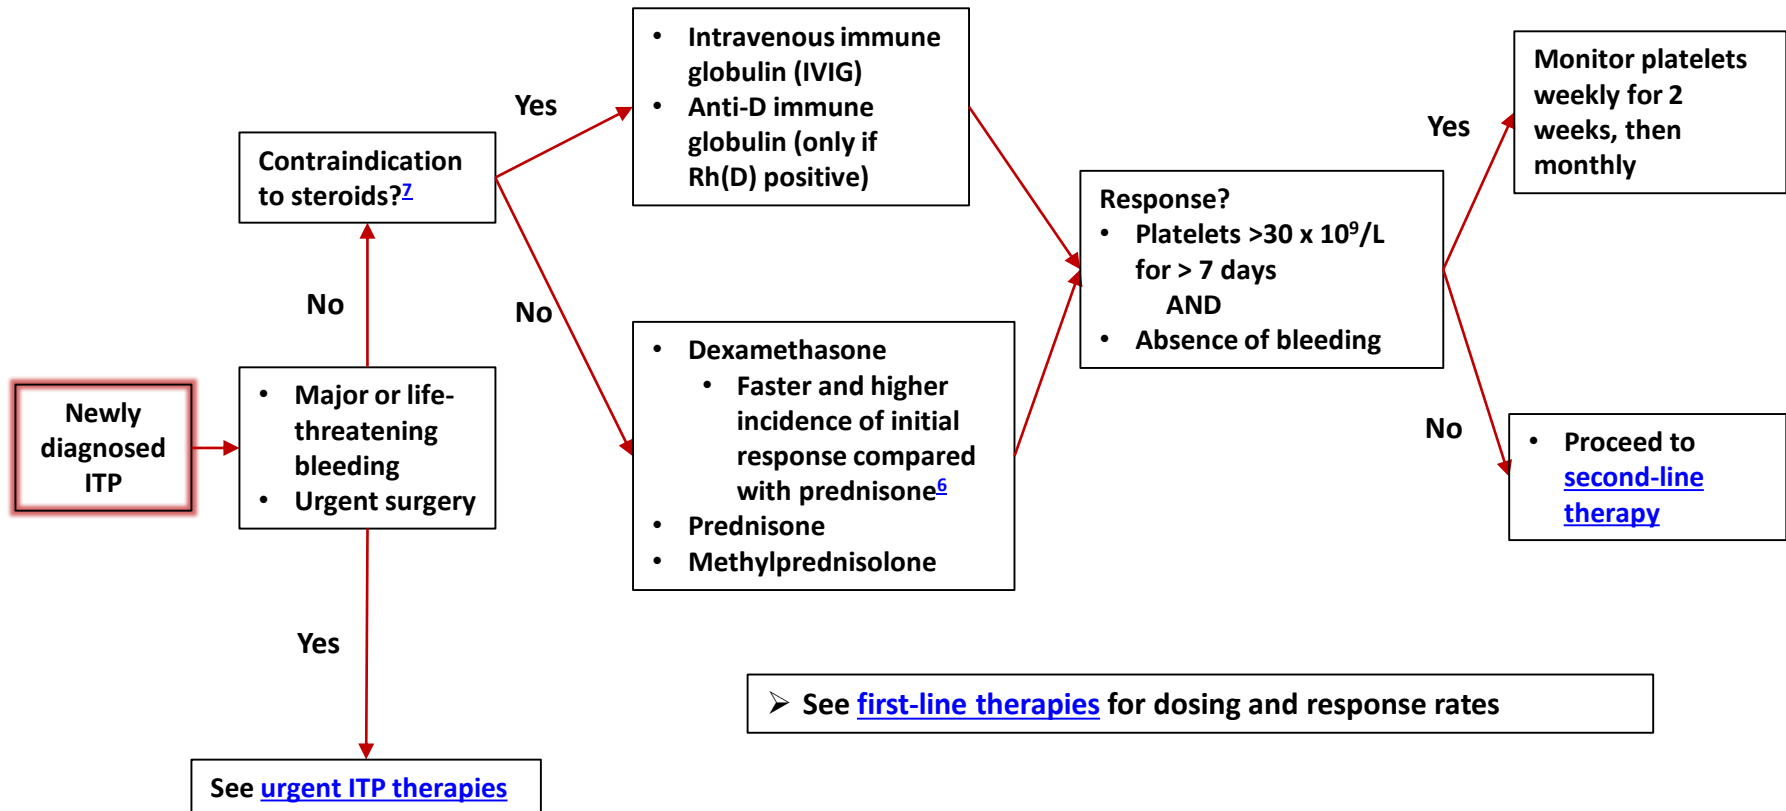 Newly
diagnosed
ITP
• Major or life-
threatening
bleeding
• Urgent surgery
No
Yes
Contraindication
to steroids?7
Yes
No
• Intravenous immune
globulin (IVIG)
• Anti-D immune
globulin (only if
Rh(D) positive)
• Dexamethasone
• Faster and higher
incidence of initial
response compared
with prednisone6
• Prednisone
• Methylprednisolone
Response?
• Platelets >30 x 10⁹/L
for > 7 days
AND
• Absence of bleeding
Yes
No
Monitor platelets
weekly for 2
weeks, then
monthly
• Proceed to
second-line
therapy
➢ See first-line therapies for dosing and response rates
See urgent ITP therapies